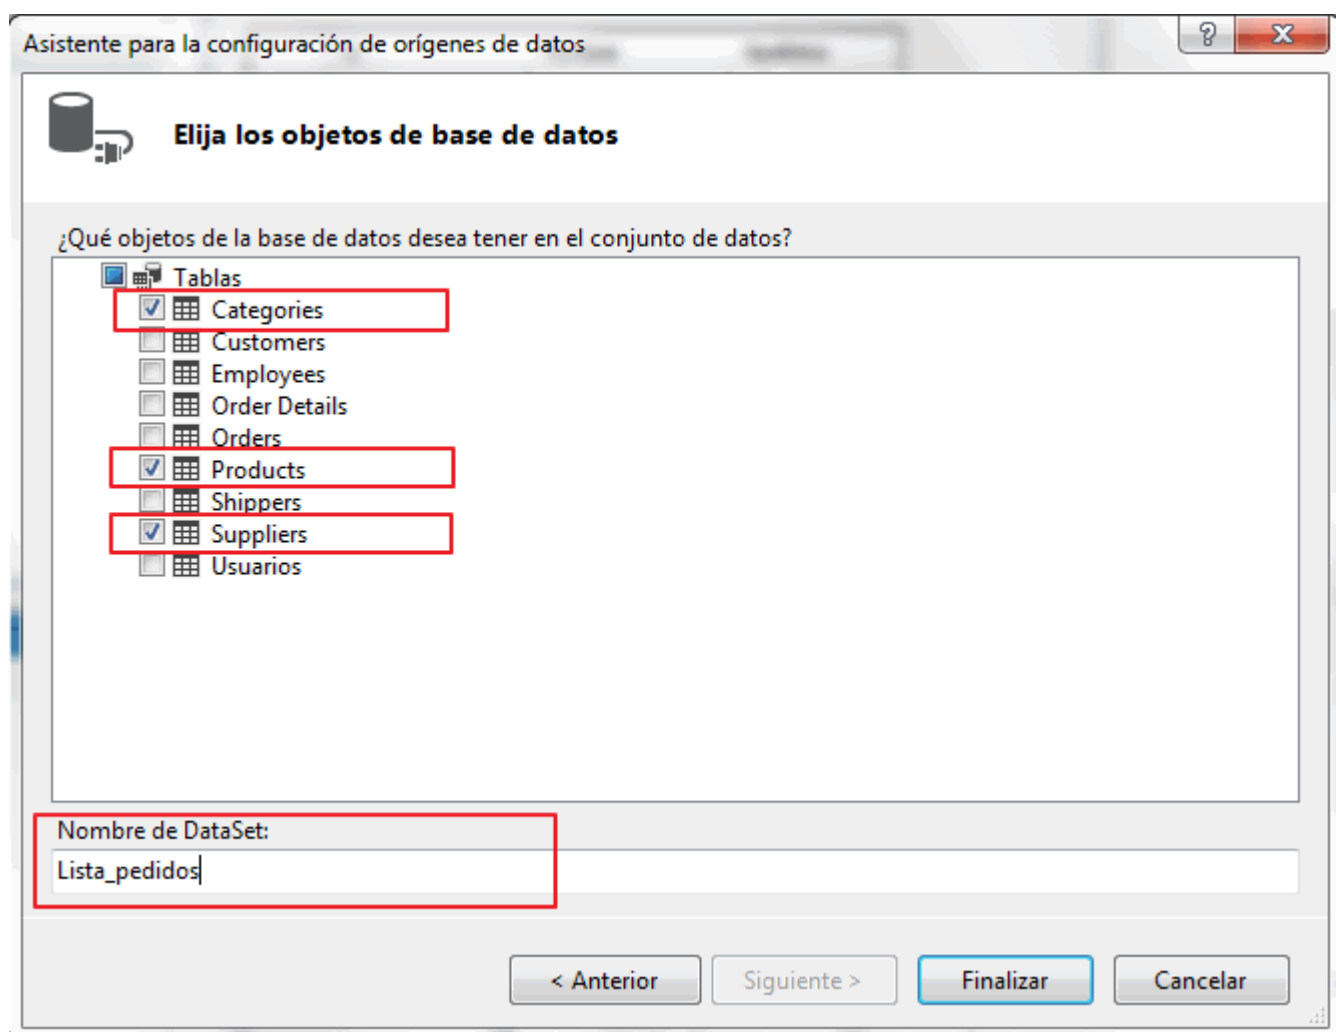 Asistente para la configuración de orígenes de datos
Elija los objetos de base de datos
¿Qué objetos de la base de datos desea tener en el conjunto de datos?
Tablas
Categories
Customers
Employees
Order Details
Orders
Products
Shippers
Suppliers
Usuarios
Nombre de DataSet:
Lista_pedidos
< Anterior
Siguiente >
Finalizar
Cancelar